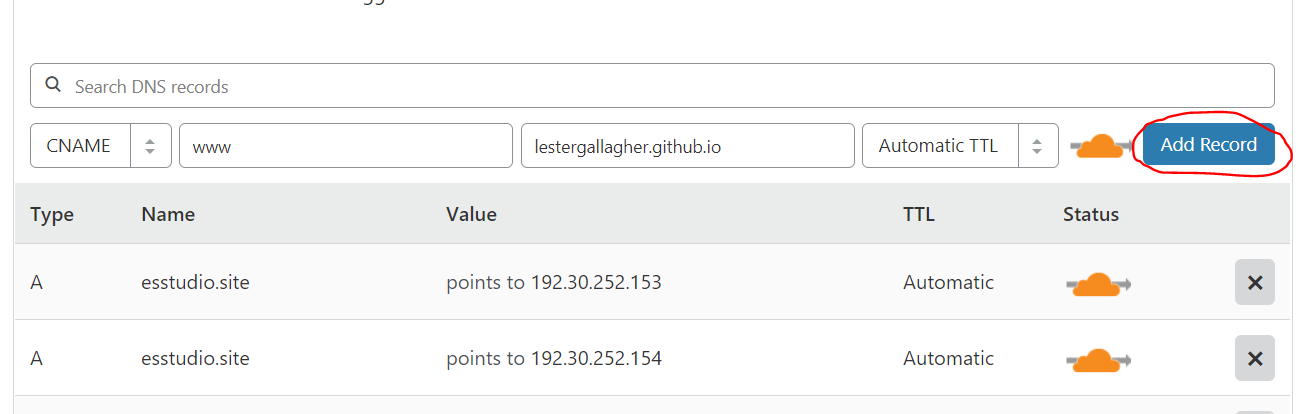 Search DNS records
CNAME www lestergallagher.github.io Automatic TTL Add Record
Type Name Value TTL Status
A esstudio.site points to 192.30.252.153 Automatic
A esstudio.site points to 192.30.252.154 Automatic